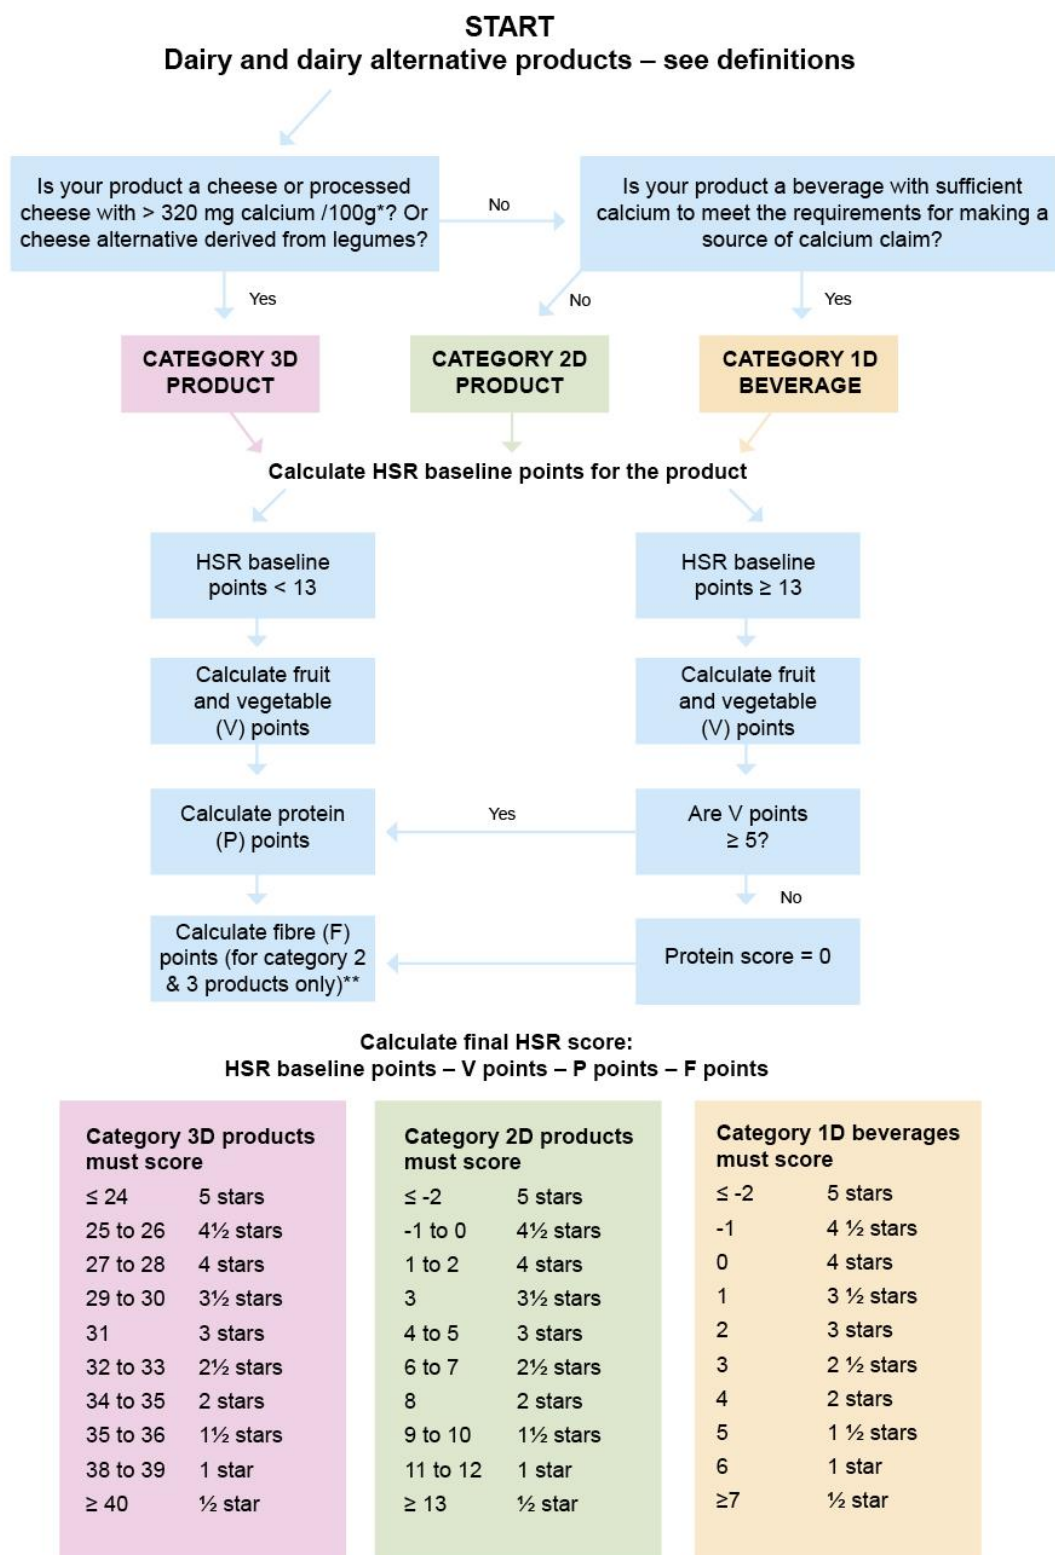 START
Dairy and dairy alternative products – see definitions
Is your product a cheese or processed
cheese with > 320 mg calcium /100g*? Or
cheese alternative derived from legumes?
No
Is your product a beverage with sufficient
calcium to meet the requirements for making a
source of calcium claim?
Yes
No
Yes
CATEGORY 3D
PRODUCT
CATEGORY 2D
PRODUCT
CATEGORY 1D
BEVERAGE
Calculate HSR baseline points for the product
HSR baseline
points < 13
HSR baseline
points ≥ 13
Calculate fruit
and vegetable
(V) points
Calculate fruit
and vegetable
(V) points
Calculate protein
(P) points
Yes
Are V points
≥ 5?
No
Calculate fibre (F)
points (for category 2
& 3 products only)**
Protein score = 0
Calculate final HSR score:
HSR baseline points – V points – P points – F points
Category 3D products
must score
≤ 24 5 stars
25 to 26 4½ stars
27 to 28 4 stars
29 to 30 3½ stars
31 3 stars
32 to 33 2½ stars
34 to 35 2 stars
35 to 36 1½ stars
38 to 39 1 star
≥ 40 ½ star
Category 2D products
must score
≤ -2 5 stars
-1 to 0 4½ stars
1 to 2 4 stars
3 3½ stars
4 to 5 3 stars
6 to 7 2½ stars
8 2 stars
9 to 10 1½ stars
11 to 12 1 star
≥ 13 ½ star
Category 1D beverages
must score
≤ -2 5 stars
-1 4 ½ stars
0 4 stars
1 3 ½ stars
2 3 stars
3 2 ½ stars
4 2 stars
5 1 ½ stars
6 1 star
≥7 ½ star